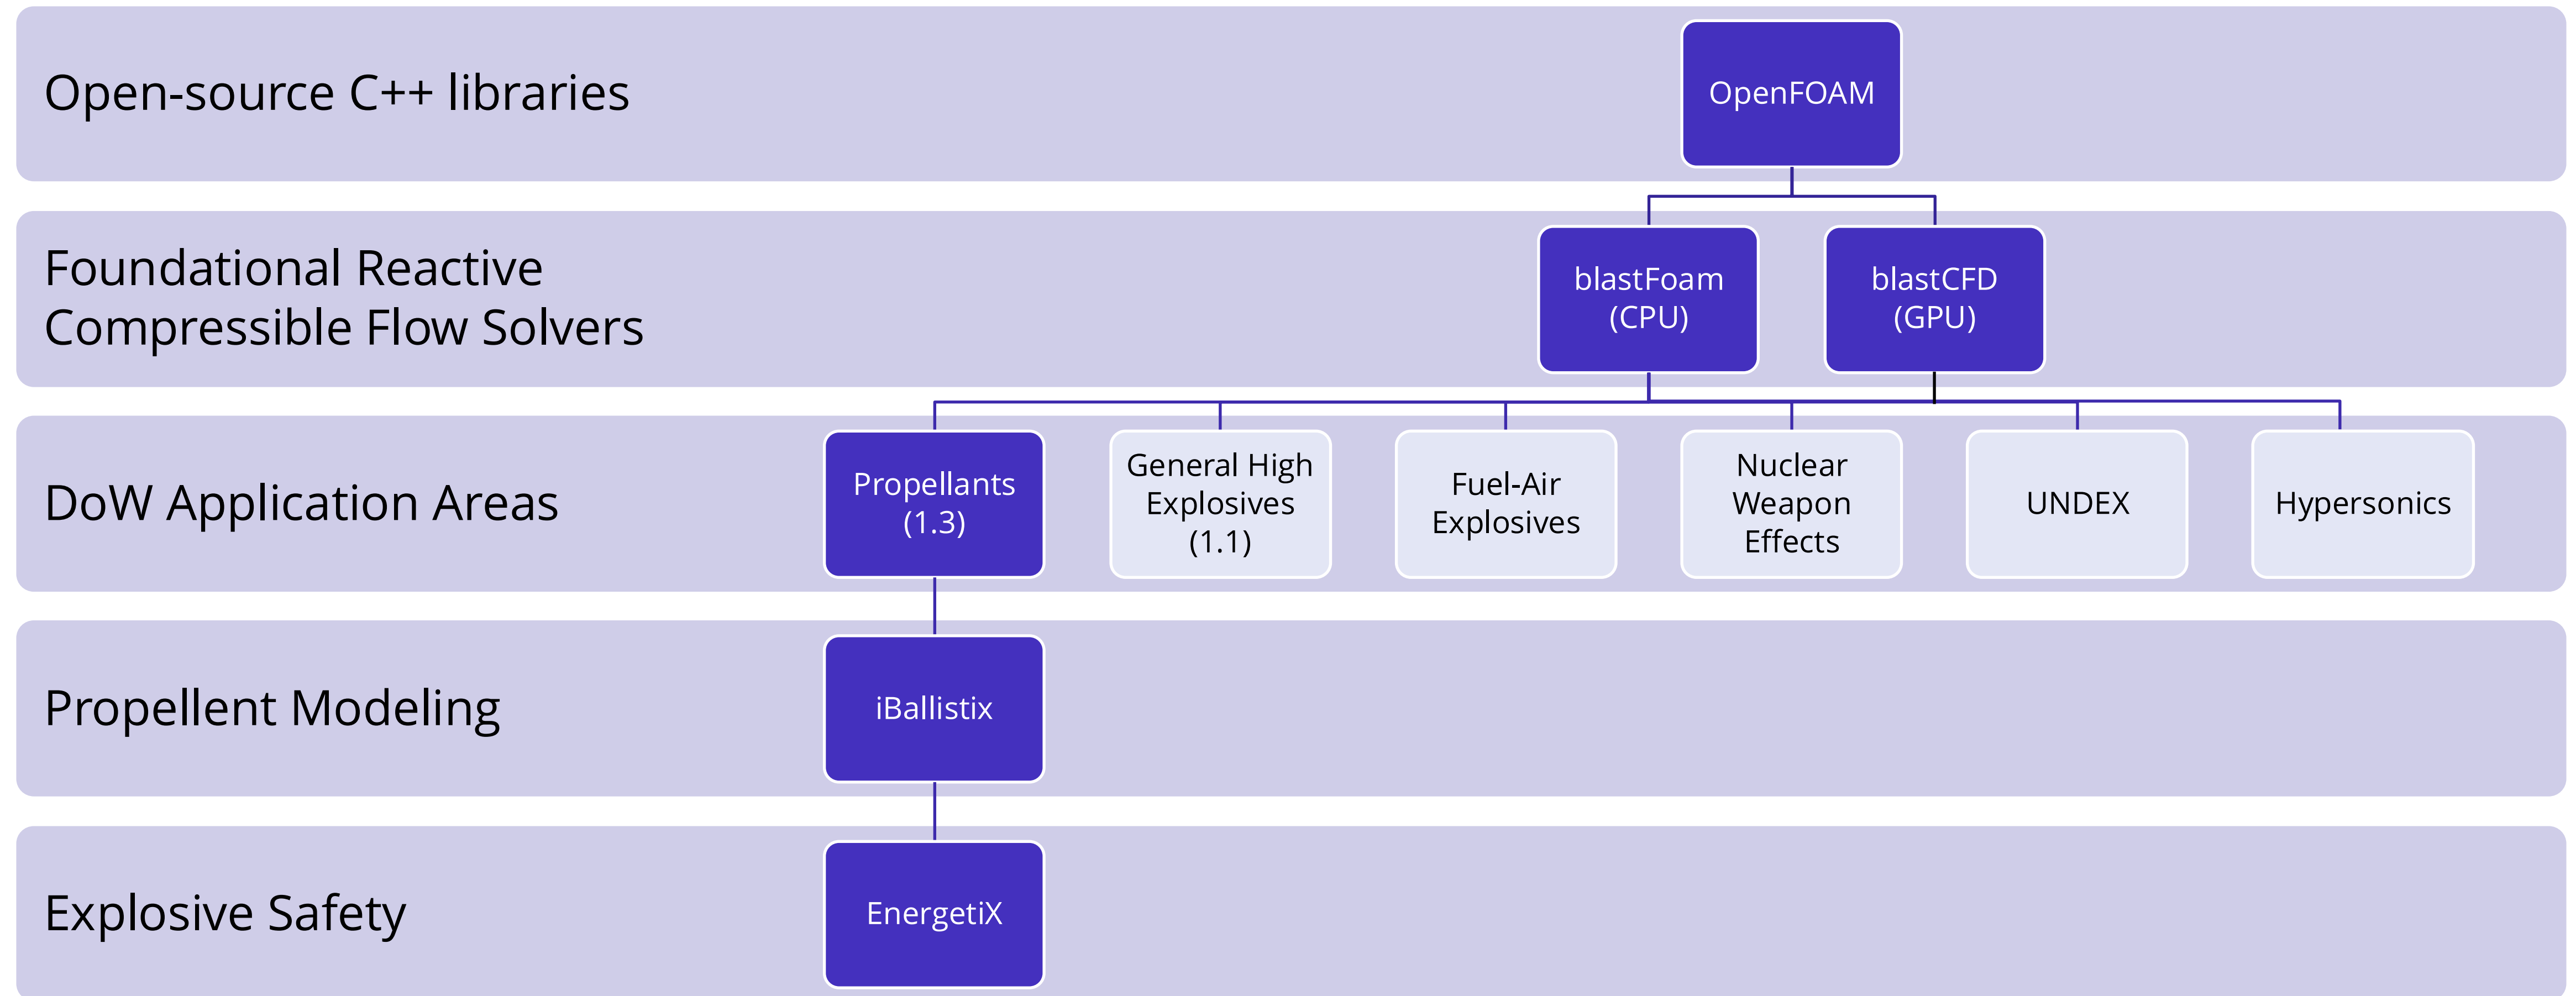 Open-source C++ libraries
OpenFOAM
Foundational Reactive
Compressible Flow Solvers
blastFoam
(CPU)
blastCFD
(GPU)
DoW Application Areas
Propellants
(1.3)
General High
Explosives
(1.1)
Fuel-Air
Explosives
Nuclear
Weapon
Effects
UNDEX
Hypersonics
Propellent Modeling
iBallistix
Explosive Safety
EnergetiX